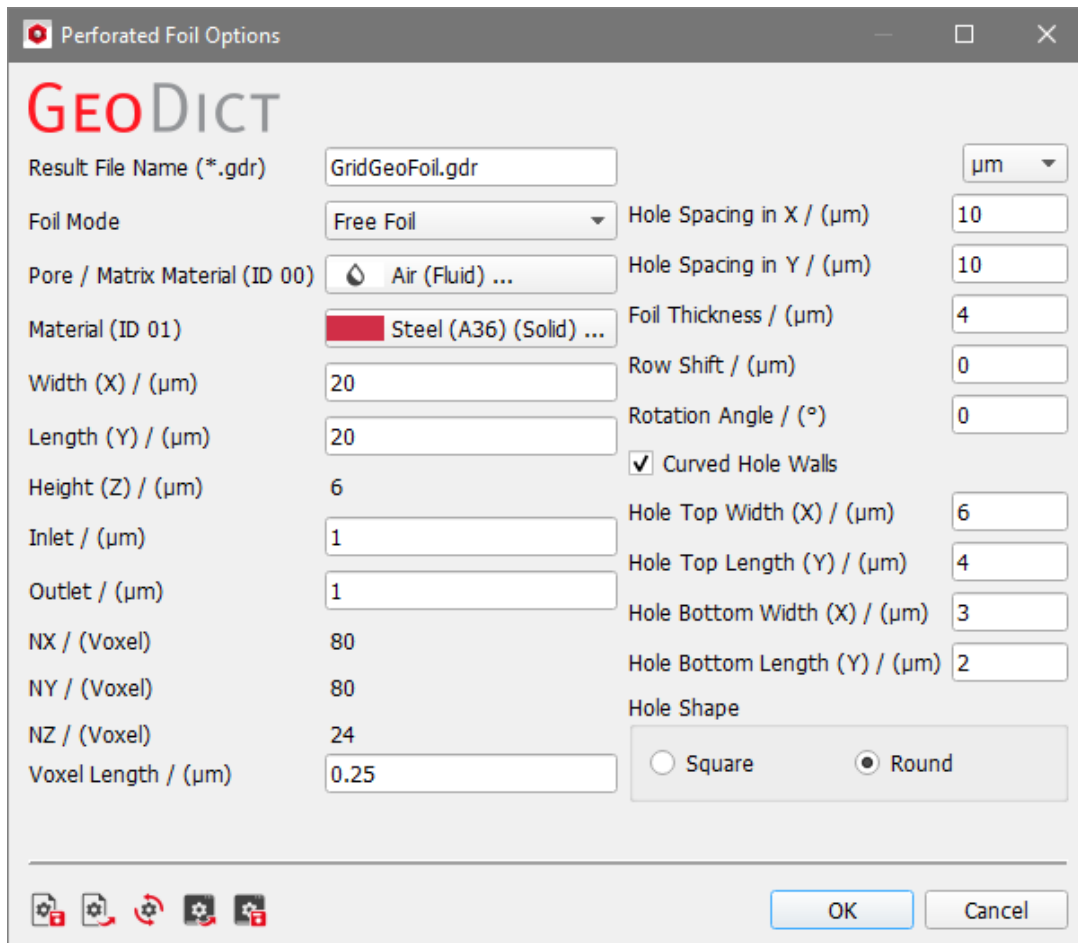 Perforated Foil Options
GEODICT
Result File Name (*.gdr)
GridGeoFoil.gdr
µm
Foil Mode
Free Foil
Pore / Matrix Material (ID 00)
Air (Fluid) ...
Material (ID 01)
Steel (A36) (Solid) ...
Width (X) / (µm)
20
Length (Y) / (µm)
20
Height (Z) / (µm)
6
Inlet / (µm)
1
Outlet / (µm)
1
NX / (Voxel)
80
NY / (Voxel)
80
NZ / (Voxel)
24
Voxel Length / (µm)
0.25
Hole Spacing in X / (µm)
10
Hole Spacing in Y / (µm)
10
Foil Thickness / (µm)
4
Row Shift / (µm)
0
Rotation Angle / (°)
0
Curved Hole Walls
Hole Top Width (X) / (µm)
6
Hole Top Length (Y) / (µm)
4
Hole Bottom Width (X) / (µm)
3
Hole Bottom Length (Y) / (µm)
2
Hole Shape
Square
Round
OK
Cancel